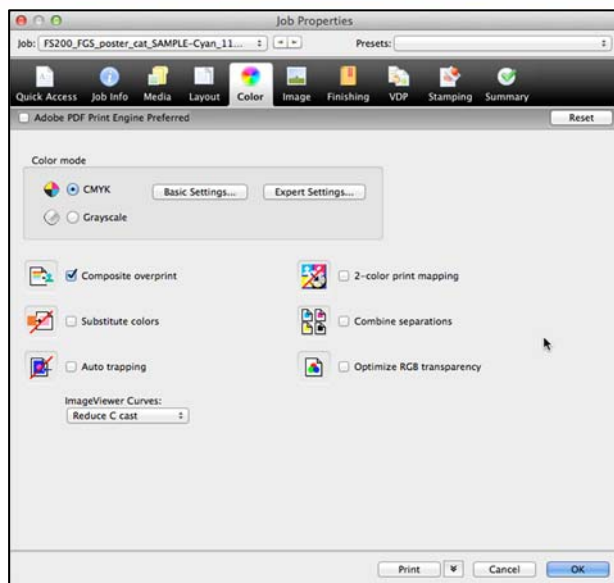 Job Properties
Job: FS200_FGS_poster_cat_SAMPLE-Cyan_11... Presets:
Quick Access Job Info Media Layout Color Image Finishing VDP Stamping Summary
Adobe PDF Print Engine Preferred Reset
Color mode
CMYK Basic Settings... Expert Settings...
Grayscale
Composite overprint 2-color print mapping
Substitute colors Combine separations
Auto trapping Optimize RGB transparency
ImageViewer Curves:
Reduce C cast
Print Cancel OK